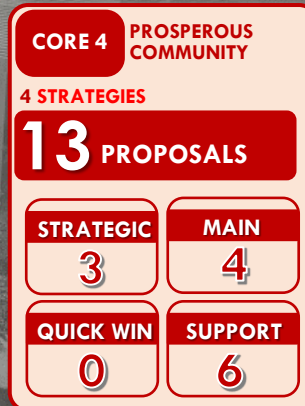 CORE 4
PROSPEROUS
COMMUNITY
4 STRATEGIES
13 PROPOSALS
STRATEGIC
3
MAIN
4
QUICK WIN
0
SUPPORT
6